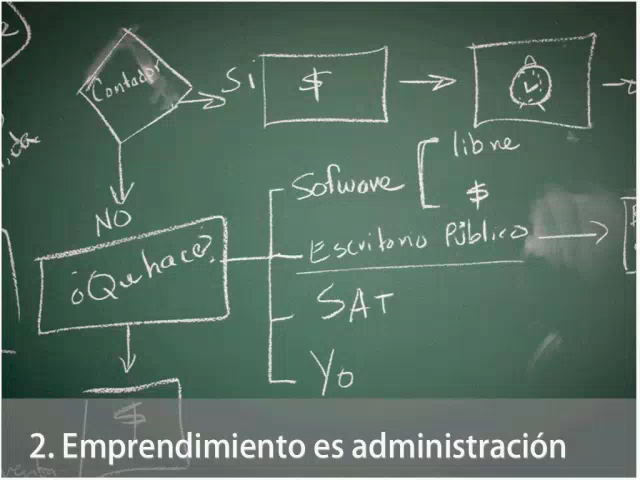 Contador
Si
$
libre
Sofware
$
NO
¿Que hace?
Escritorio Público
SAT
Yo
$
2. Emprendimiento es administración